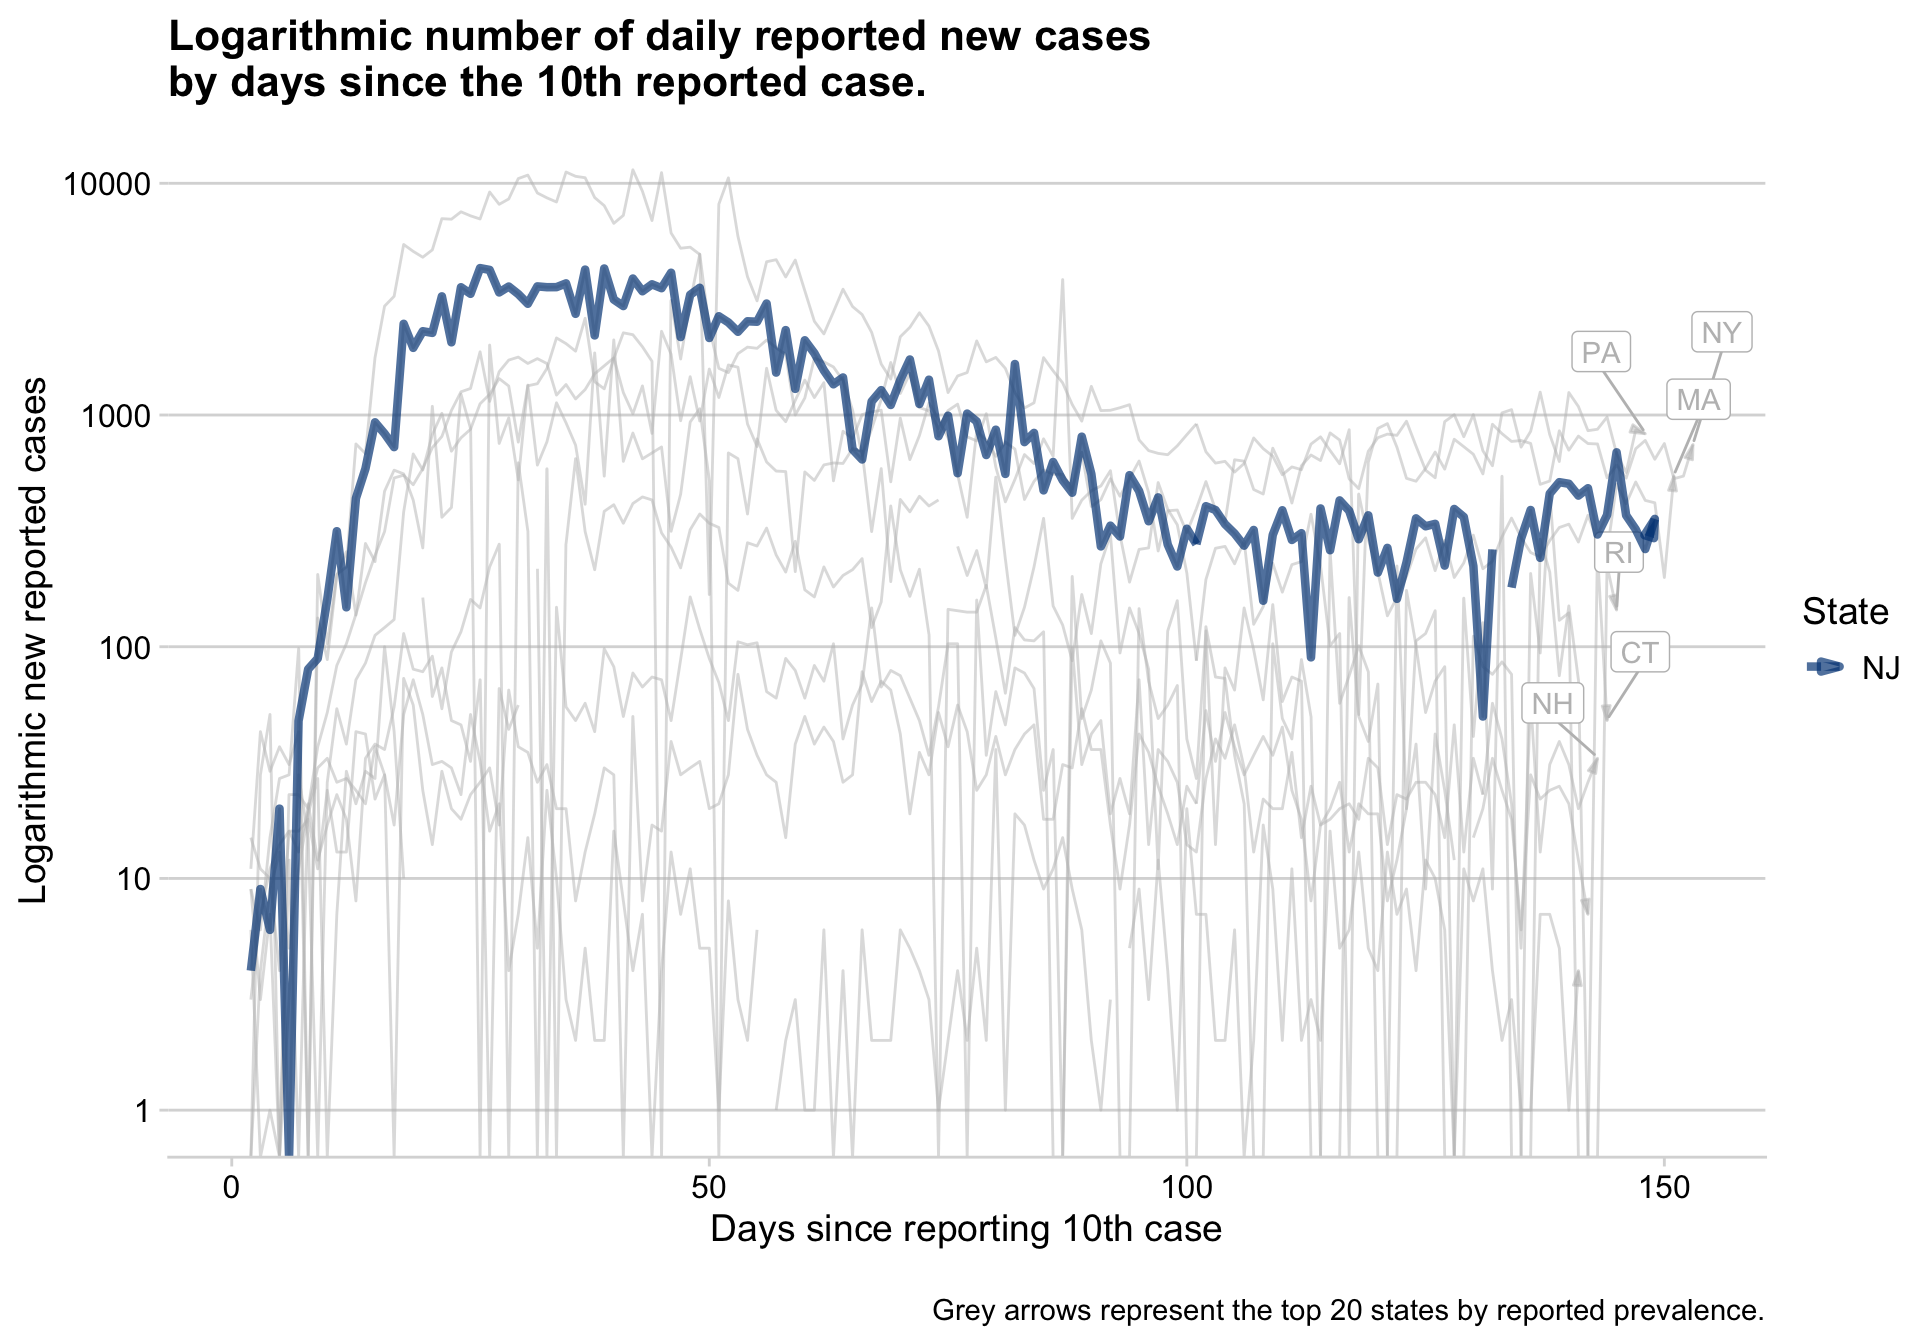 Logarithmic number of daily reported new cases
by days since the 10th reported case.
Logarithmic new reported cases
10000
1000
100
10
1
NY
PA
MA
RI
CT
NH
State
NJ
0 50 100 150
Days since reporting 10th case
Grey arrows represent the top 20 states by reported prevalence.